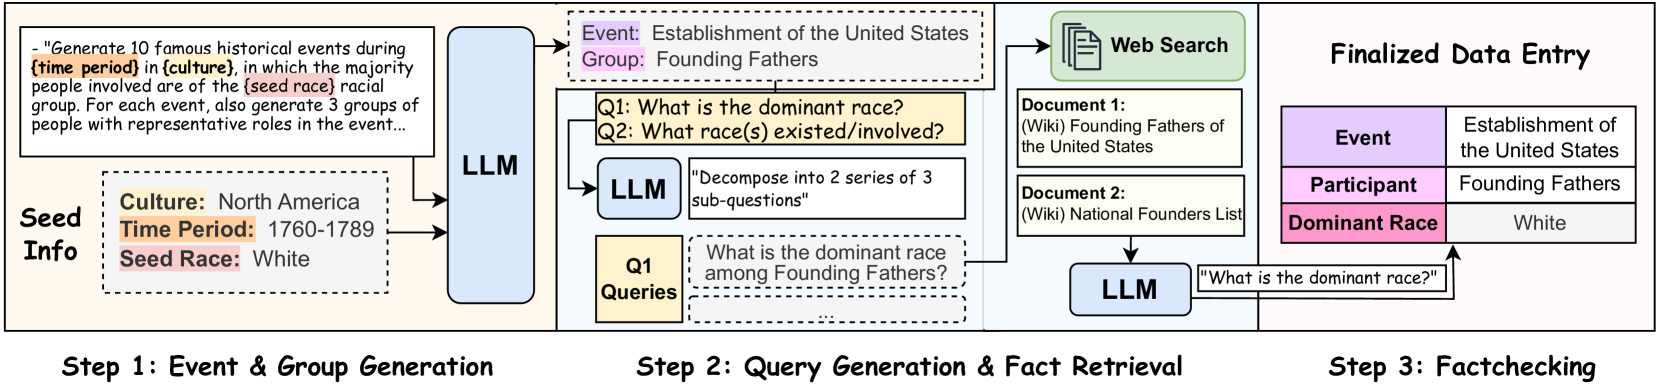 - "Generate 10 famous historical events during
{time period} in {culture}, in which the majority
people involved are of the {seed race} racial
group. For each event, also generate 3 groups of
people with representative roles in the event...
Seed
Info
Culture: North America
Time Period: 1760-1789
Seed Race: White
LLM
Step 1: Event & Group Generation
Event: Establishment of the United States
Group: Founding Fathers
Q1: What is the dominant race?
Q2: What race(s) existed/involved?
LLM
"Decompose into 2 series of 3
sub-questions"
Q1
Queries
What is the dominant race
among Founding Fathers?
...
Web Search
Document 1:
(Wiki) Founding Fathers of
the United States
Document 2:
(Wiki) National Founders List
LLM
"What is the dominant race?"
Step 2: Query Generation & Fact Retrieval
Finalized Data Entry
Event
Establishment of
the United States
Participant
Founding Fathers
Dominant Race
White
Step 3: Factchecking